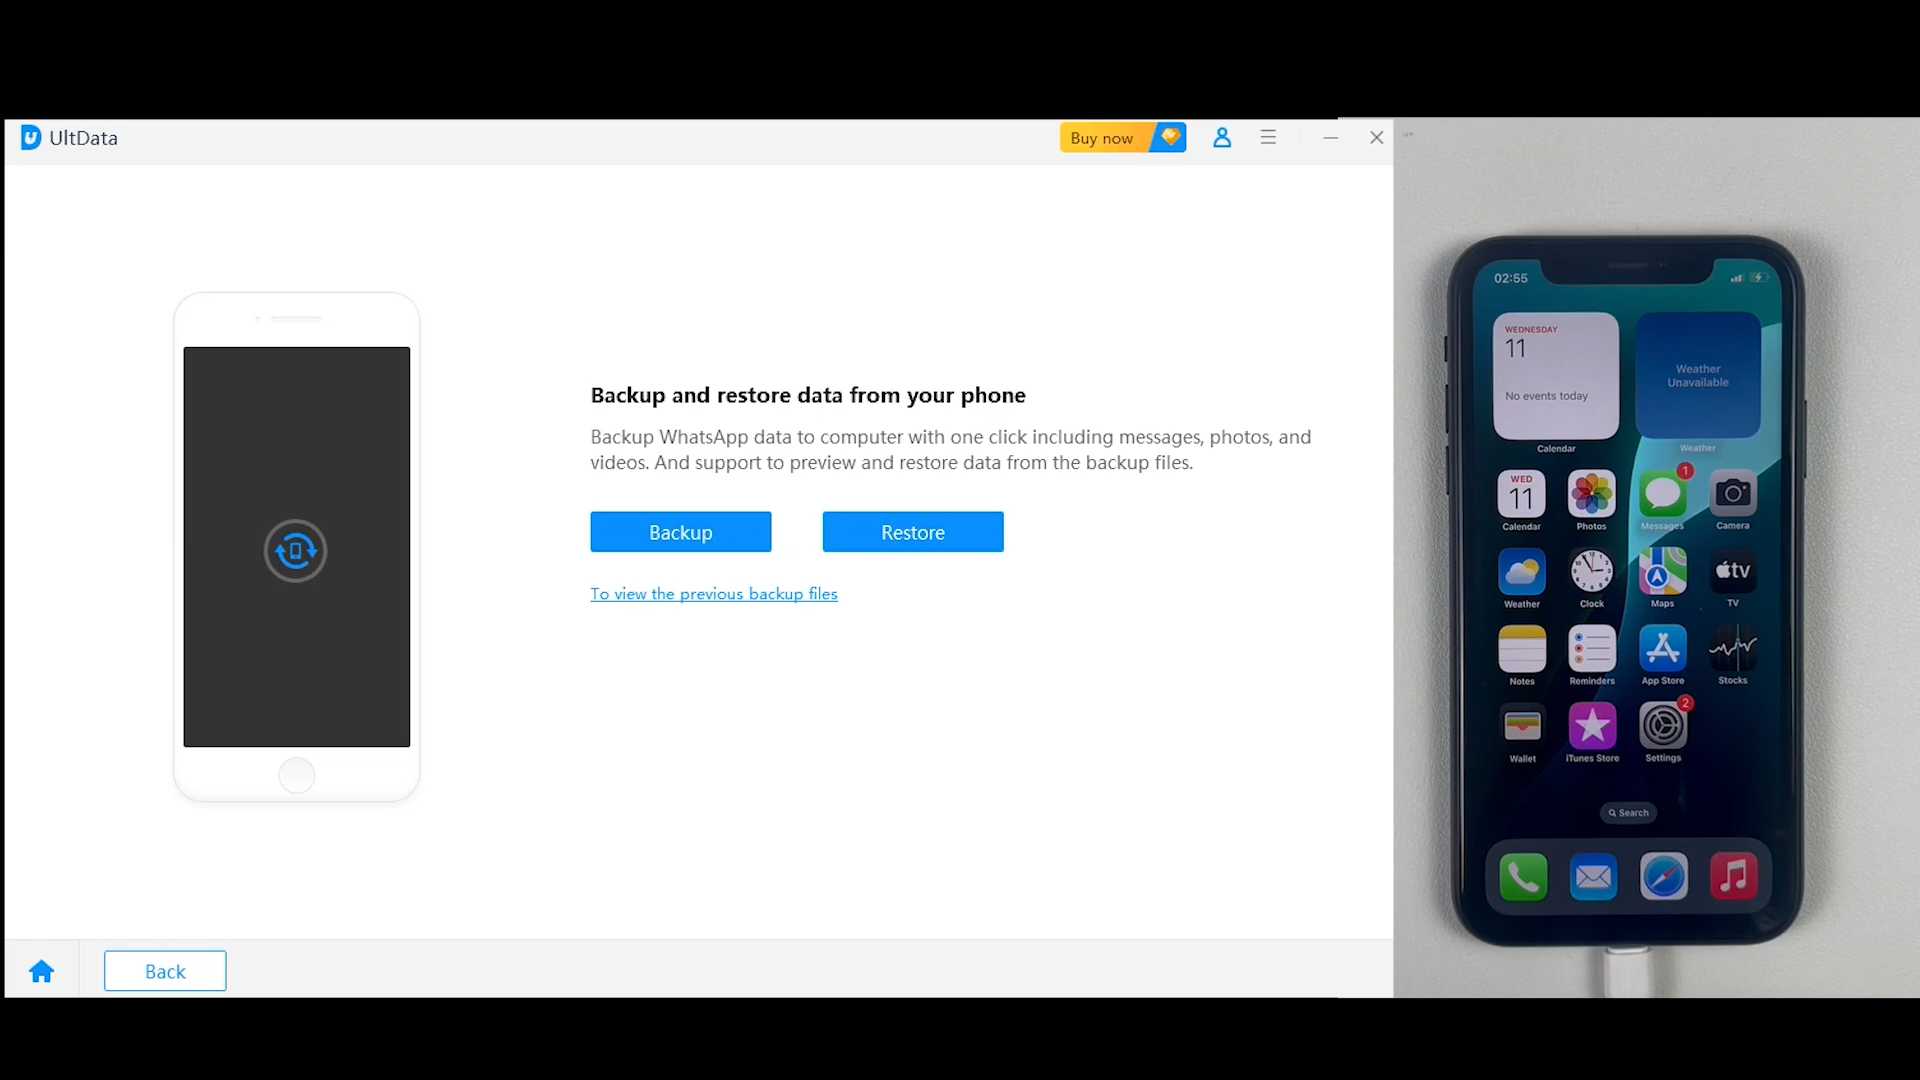 UltData
Buy now
Backup and restore data from your phone
Backup WhatsApp data to computer with one click including messages, photos, and
videos. And support to preview and restore data from the backup files.
Backup
Restore
To view the previous backup files
Back
02:55
WEDNESDAY
11
No events today
Weather
Unavailable
Calendar
Weather
WED
11
1
Calendar
Photos
Messages
Camera
tv
Weather
Clock
Maps
TV
Notes
Reminders
App Store
Stocks
2
Wallet
iTunes Store
Settings
Search